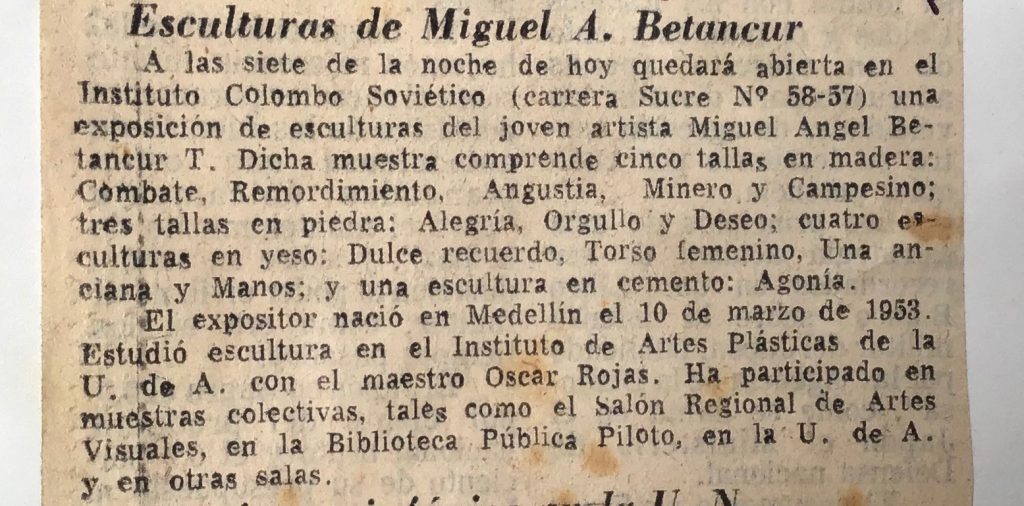 Esculturas de Miguel A. Betancur
A las siete de la noche de hoy quedará abierta en el
Instituto Colombo Soviético (carrera Sucre Nº 58-57) una
exposición de esculturas del joven artista Miguel Angel Be-
tancur T. Dicha muestra comprende cinco tallas en madera:
Combate, Remordimiento, Angustia, Minero y Campesino;
tres tallas en piedra: Alegría, Orgullo y Deseo; cuatro es-
culturas en yeso: Dulce recuerdo, Torso femenino, Una an-
ciana y Manos; y una escultura en cemento: Agonía.
El expositor nació en Medellín el 10 de marzo de 1953.
Estudió escultura en el Instituto de Artes Plásticas de la
U. de A. con el maestro Oscar Rojas. Ha participado en
muestras colectivas, tales como el Salón Regional de Artes
Visuales, en la Biblioteca Pública Piloto, en la U. de A.
y en otras salas.